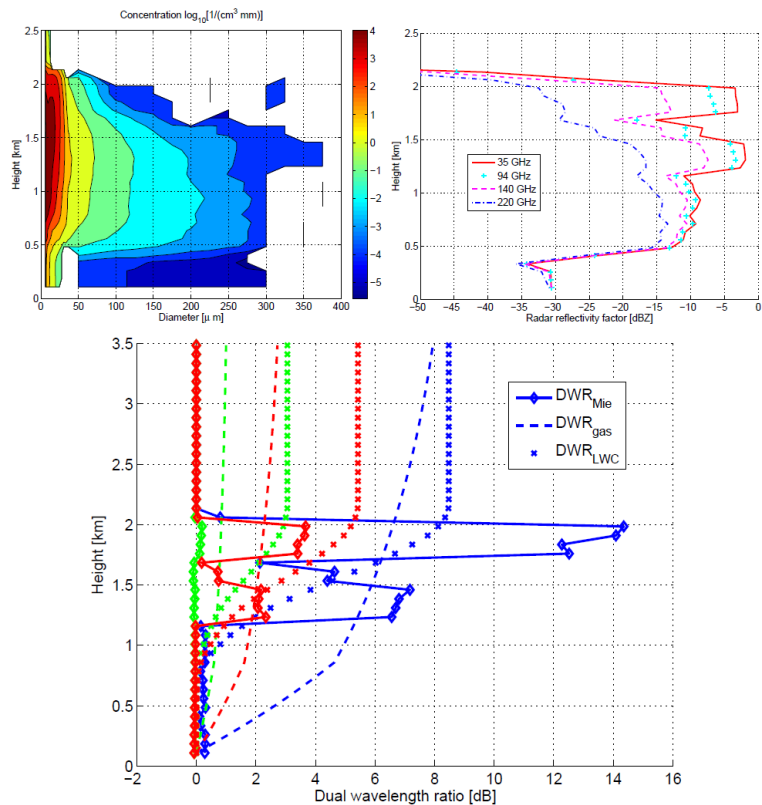 Concentration log10[1/(cm3 mm)]
2.5
2
1.5
1
0.5
0
Height [km]
0 50 100 150 200 250 300 350 400
Diameter [μ m]
4
3
2
1
0
−1
−2
−3
−4
−5
2.5
2
1.5
1
0.5
0
Height [km]
35 GHz
94 GHz
140 GHz
220 GHz
−50 −45 −40 −35 −30 −25 −20 −15 −10 −5 0
Radar reflectivity factor [dBZ]
3.5
3
2.5
2
1.5
1
0.5
0
Height [km]
DWRMie
DWRgas
DWRLWC
−2 0 2 4 6 8 10 12 14 16
Dual wavelength ratio [dB]